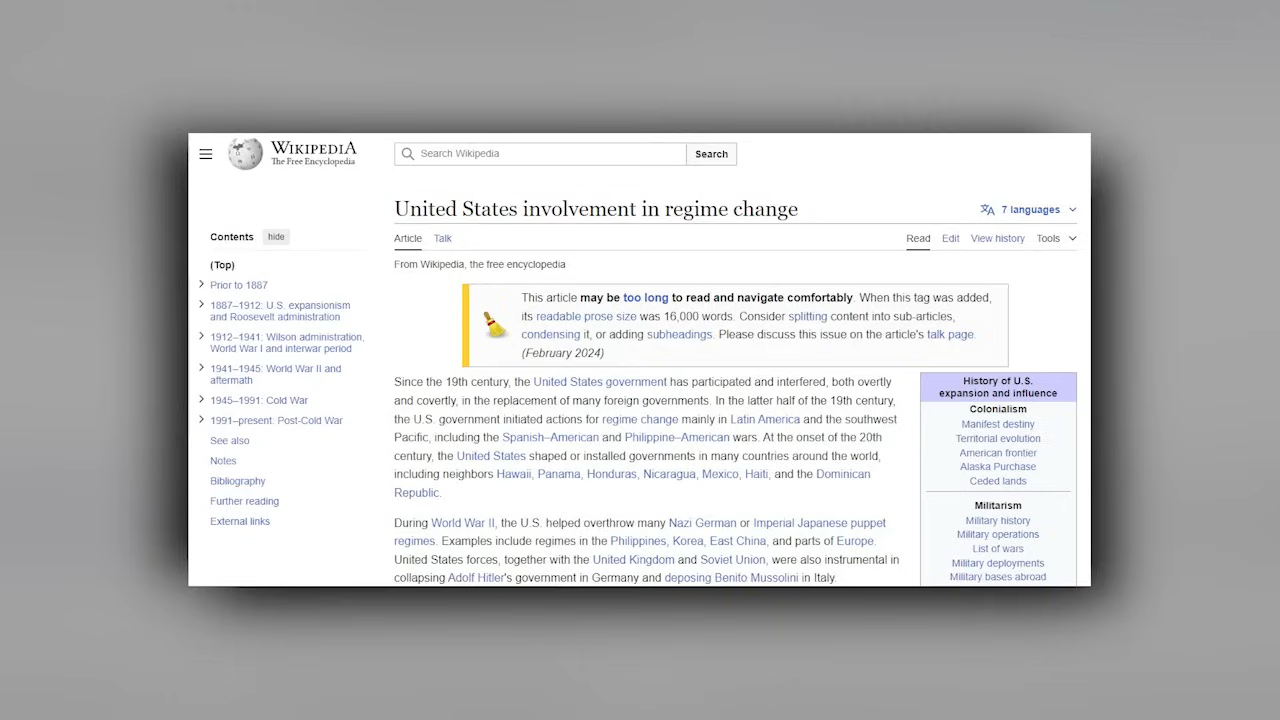 WIKIPEDIA
The Free Encyclopedia
Search Wikipedia
Search
United States involvement in regime change
7 languages
Contents hide
Article Talk
Read Edit View history Tools
From Wikipedia, the free encyclopedia
(Top)
Prior to 1887
1887–1912: U.S. expansionism
and Roosevelt administration
1912–1941: Wilson administration,
World War I and interwar period
1941–1945: World War II and
aftermath
1945–1991: Cold War
1991–present: Post-Cold War
See also
Notes
Bibliography
Further reading
External links
This article may be too long to read and navigate comfortably. When this tag was added,
its readable prose size was 16,000 words. Consider splitting content into sub-articles,
condensing it, or adding subheadings. Please discuss this issue on the article's talk page.
(February 2024)
Since the 19th century, the United States government has participated and interfered, both overtly
and covertly, in the replacement of many foreign governments. In the latter half of the 19th century,
the U.S. government initiated actions for regime change mainly in Latin America and the southwest
Pacific, including the Spanish–American and Philippine–American wars. At the onset of the 20th
century, the United States shaped or installed governments in many countries around the world,
including neighbors Hawaii, Panama, Honduras, Nicaragua, Mexico, Haiti, and the Dominican
Republic.
During World War II, the U.S. helped overthrow many Nazi German or Imperial Japanese puppet
regimes. Examples include regimes in the Philippines, Korea, East China, and parts of Europe.
United States forces, together with the United Kingdom and Soviet Union, were also instrumental in
collapsing Adolf Hitler's government in Germany and deposing Benito Mussolini in Italy.
History of U.S.
expansion and influence
Colonialism
Manifest destiny
Territorial evolution
American frontier
Alaska Purchase
Ceded lands
Militarism
Military history
Military operations
List of wars
Military deployments
Military bases abroad